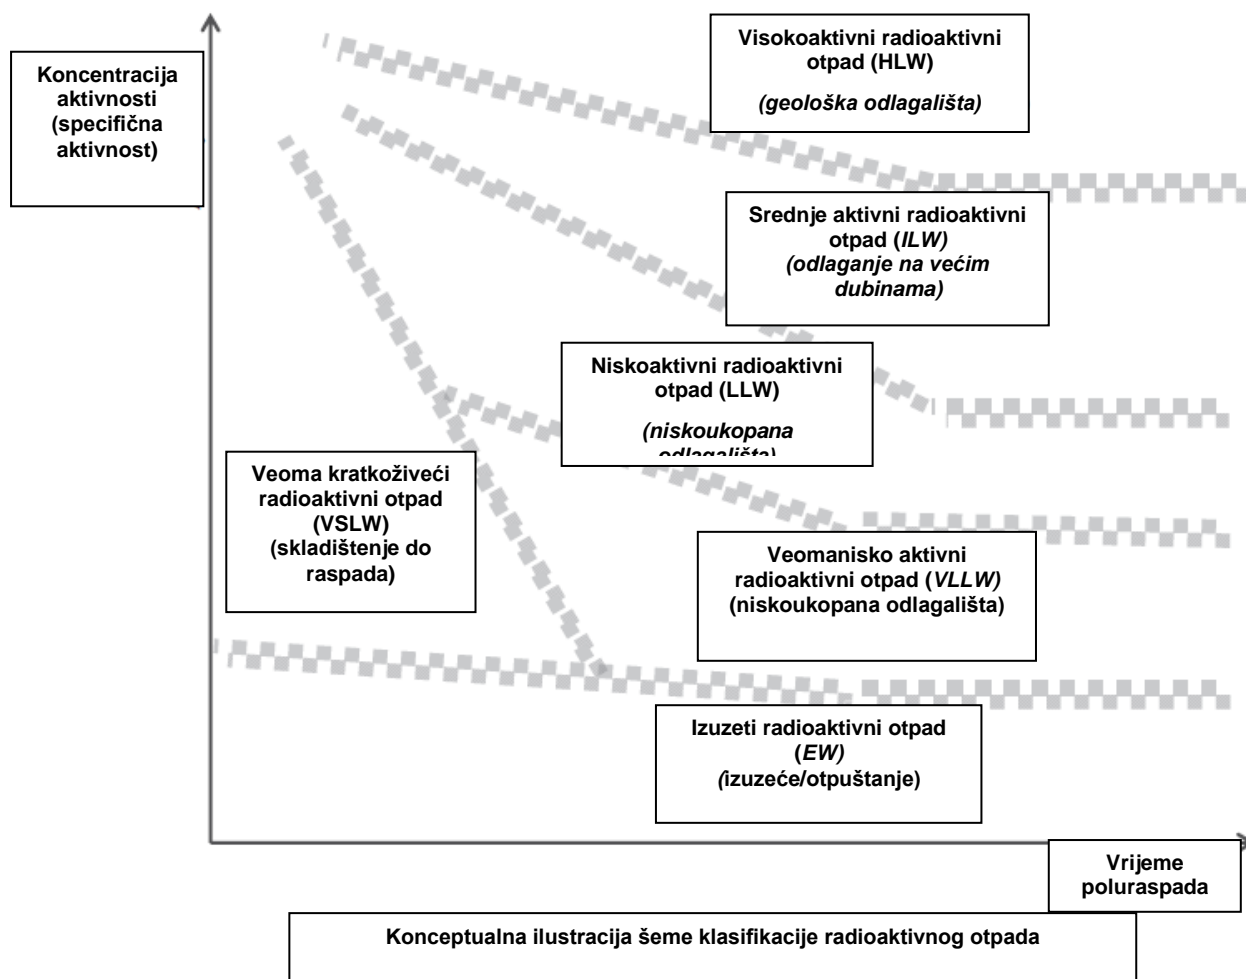 Koncentracija
aktivnosti
(specifična
aktivnost)
Visokoaktivni radioaktivni
otpad (HLW)
(geološka odlagališta)
Srednje aktivni radioaktivni
otpad (ILW)
(odlaganje na većim
dubinama)
Niskoaktivni radioaktivni
otpad (LLW)
(niskoukopana
odlagališta)
Veoma kratkoživeći
radioaktivni otpad
(VSLW)
(skladištenje do
raspada)
Veomanisko aktivni
radioaktivni otpad (VLLW)
(niskoukopana odlagališta)
Izuzeti radioaktivni otpad
(EW)
(izuzeće/otpuštanje)
Vrijeme
poluraspada
Konceptualna ilustracija šeme klasifikacije radioaktivnog otpada